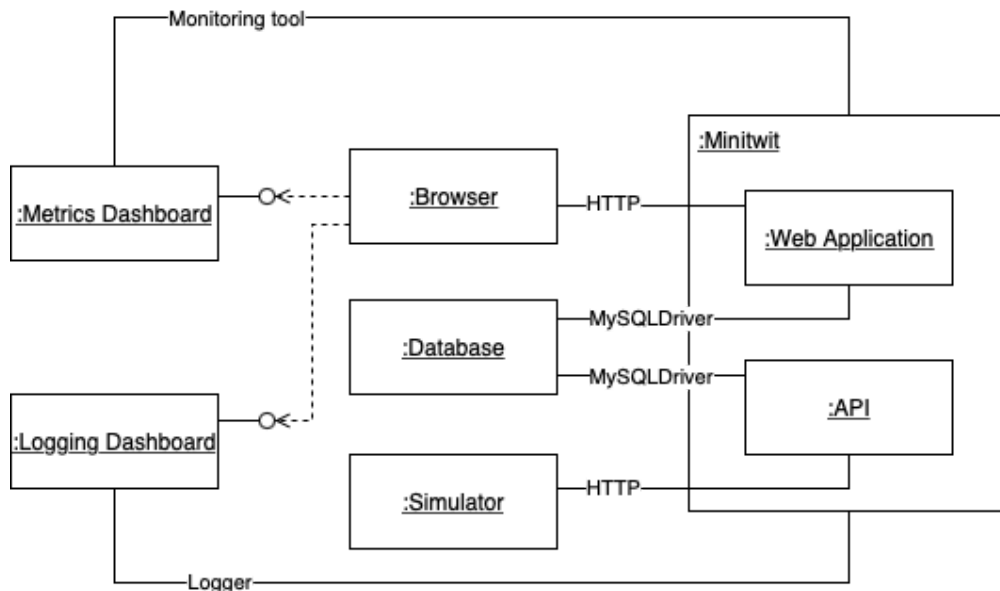 Monitoring tool
:Minitwit
:Metrics Dashboard
:Browser
HTTP
:Web Application
:Database
MySQLDriver
MySQLDriver
:API
:Logging Dashboard
:Simulator
HTTP
Logger